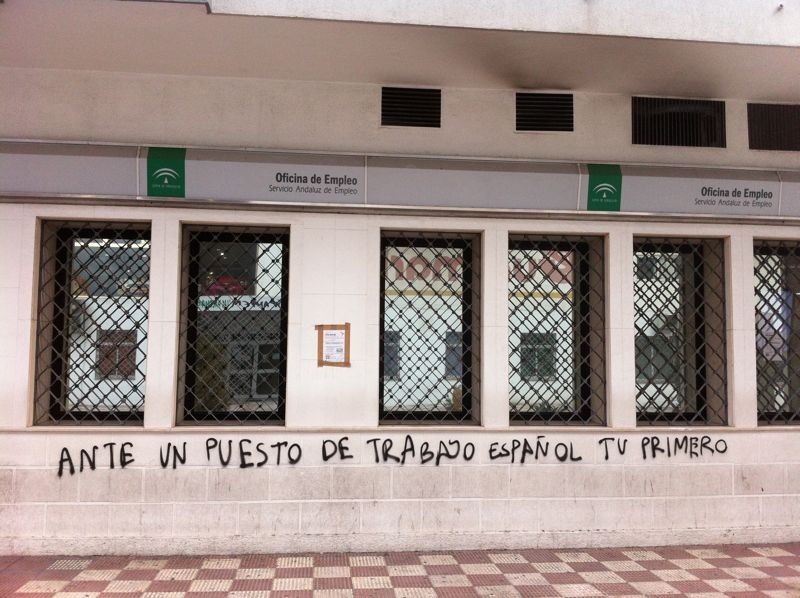 Oficina de Empleo
Servicio Andaluz de Empleo
Oficina de Empleo
Servicio Andaluz de Empleo
ANTE UN PUESTO DE TRABAJO ESPAÑOL TU PRIMERO